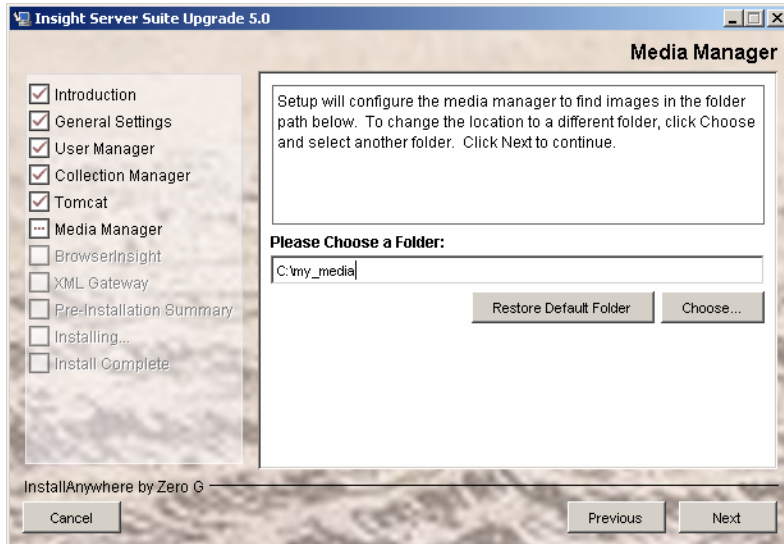 Insight Server Suite Upgrade 5.0
Media Manager
Introduction
General Settings
User Manager
Collection Manager
Tomcat
Media Manager
BrowserInsight
XML Gateway
Pre-Installation Summary
Installing...
Install Complete
Setup will configure the media manager to find images in the folder
path below. To change the location to a different folder, click Choose
and select another folder. Click Next to continue.
Please Choose a Folder:
C:\my_media
Restore Default Folder
Choose...
InstallAnywhere by Zero G
Cancel
Previous
Next